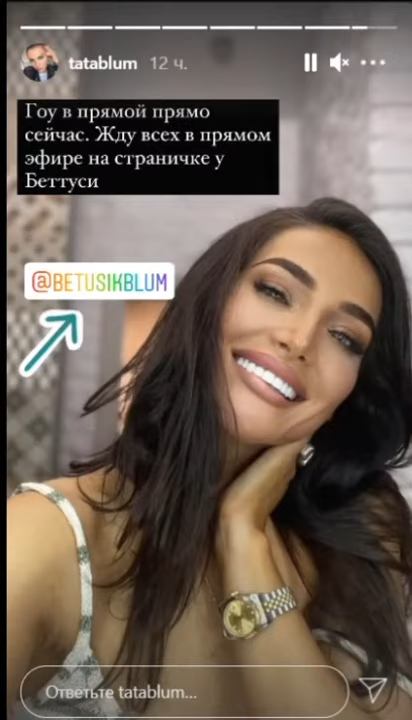 tatablum 12 ч.
Гоу в прямой прямо
сейчас. Жду всех в прямом
эфире на страничке у
Беттуси
@BETUSIKBLUM
Ответьте tatablum...